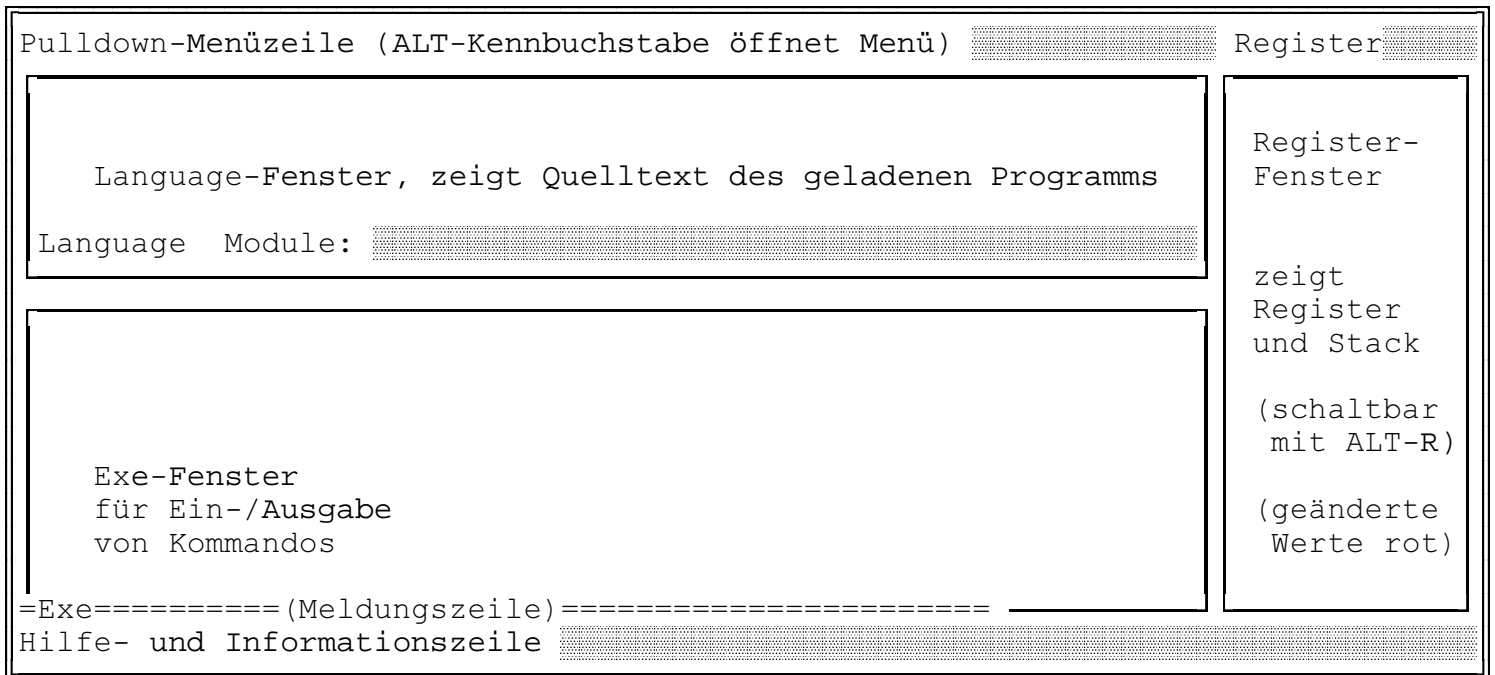 Pulldown-Menüzeile (ALT-Kennbuchstabe öffnet Menü) Register
Language-Fenster, zeigt Quelltext des geladenen Programms
Language Module:
Register-
Fenster
zeigt
Register
und Stack
(schaltbar
mit ALT-R)
(geänderte
Werte rot)
Exe-Fenster
für Ein-/Ausgabe
von Kommandos
=Exe==========(Meldungszeile)=======================
Hilfe- und Informationszeile